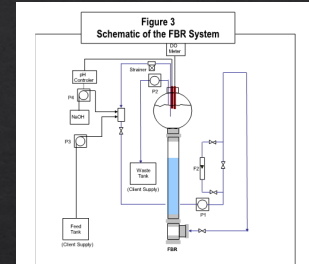 Figure 3
Schematic of the FBR System
DO
Meter
Strainer
pH
Controller
P2
P4
NaOH
P3
F2
Waste
Tank
(Client Supply)
P1
Feed
Tank
(Client Supply)
FBR